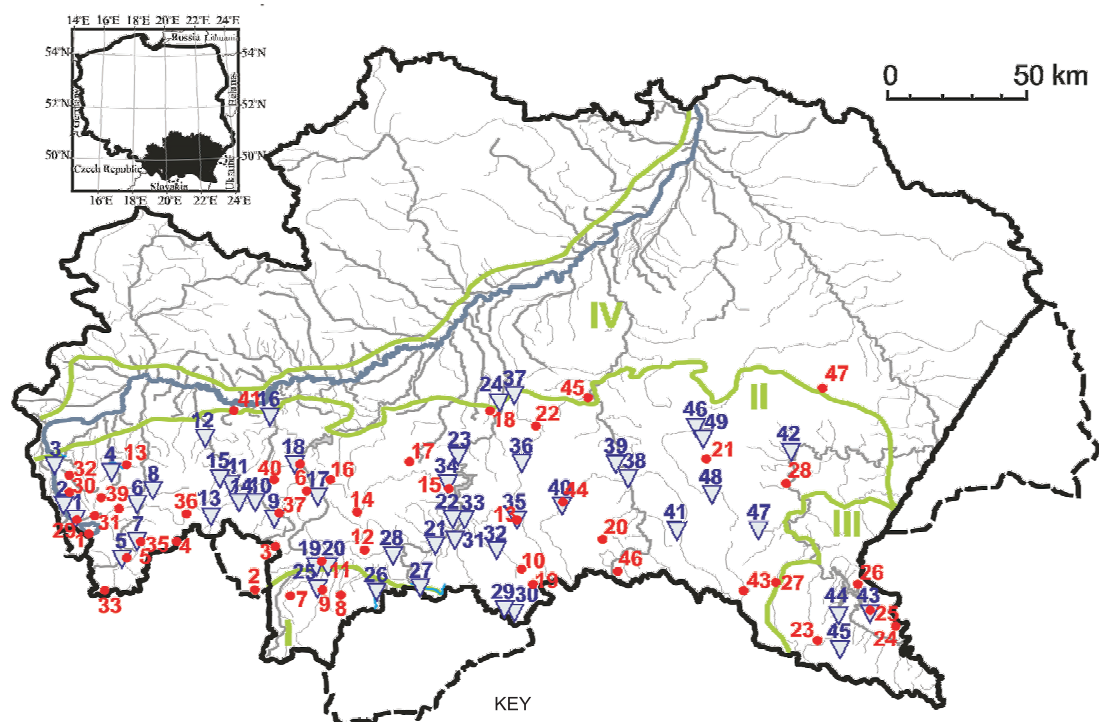 14°E 16°E 18°E 20°E 22°E 24°E
Russia Lithuania
54°N 54°N
Germany Belarus
52°N 52°N
50°N 50°N
Czech Republic Ukraine
Slovakia
14°E 16°E 18°E 20°E 22°E 24°E
0 50 km
IV
37
24 47
45
41 16 18 II
22 46
12 49
3 4 13 18 17 23 36 39 21 42
32 15 11 40 6 16 34 38 28
2 30 8 17 15 48
39 6 14 10 37 14 22 33 35 40 44
1 31 36 13 9 13 41 47 III
29 1 7 21 31 32 20
5 35 4 3 12 28
5 19 20 10 46
2 25 11 26 27 19 43 27 26
33 7 9 8 29 30 44 43 25
I 23 45 24
KEY